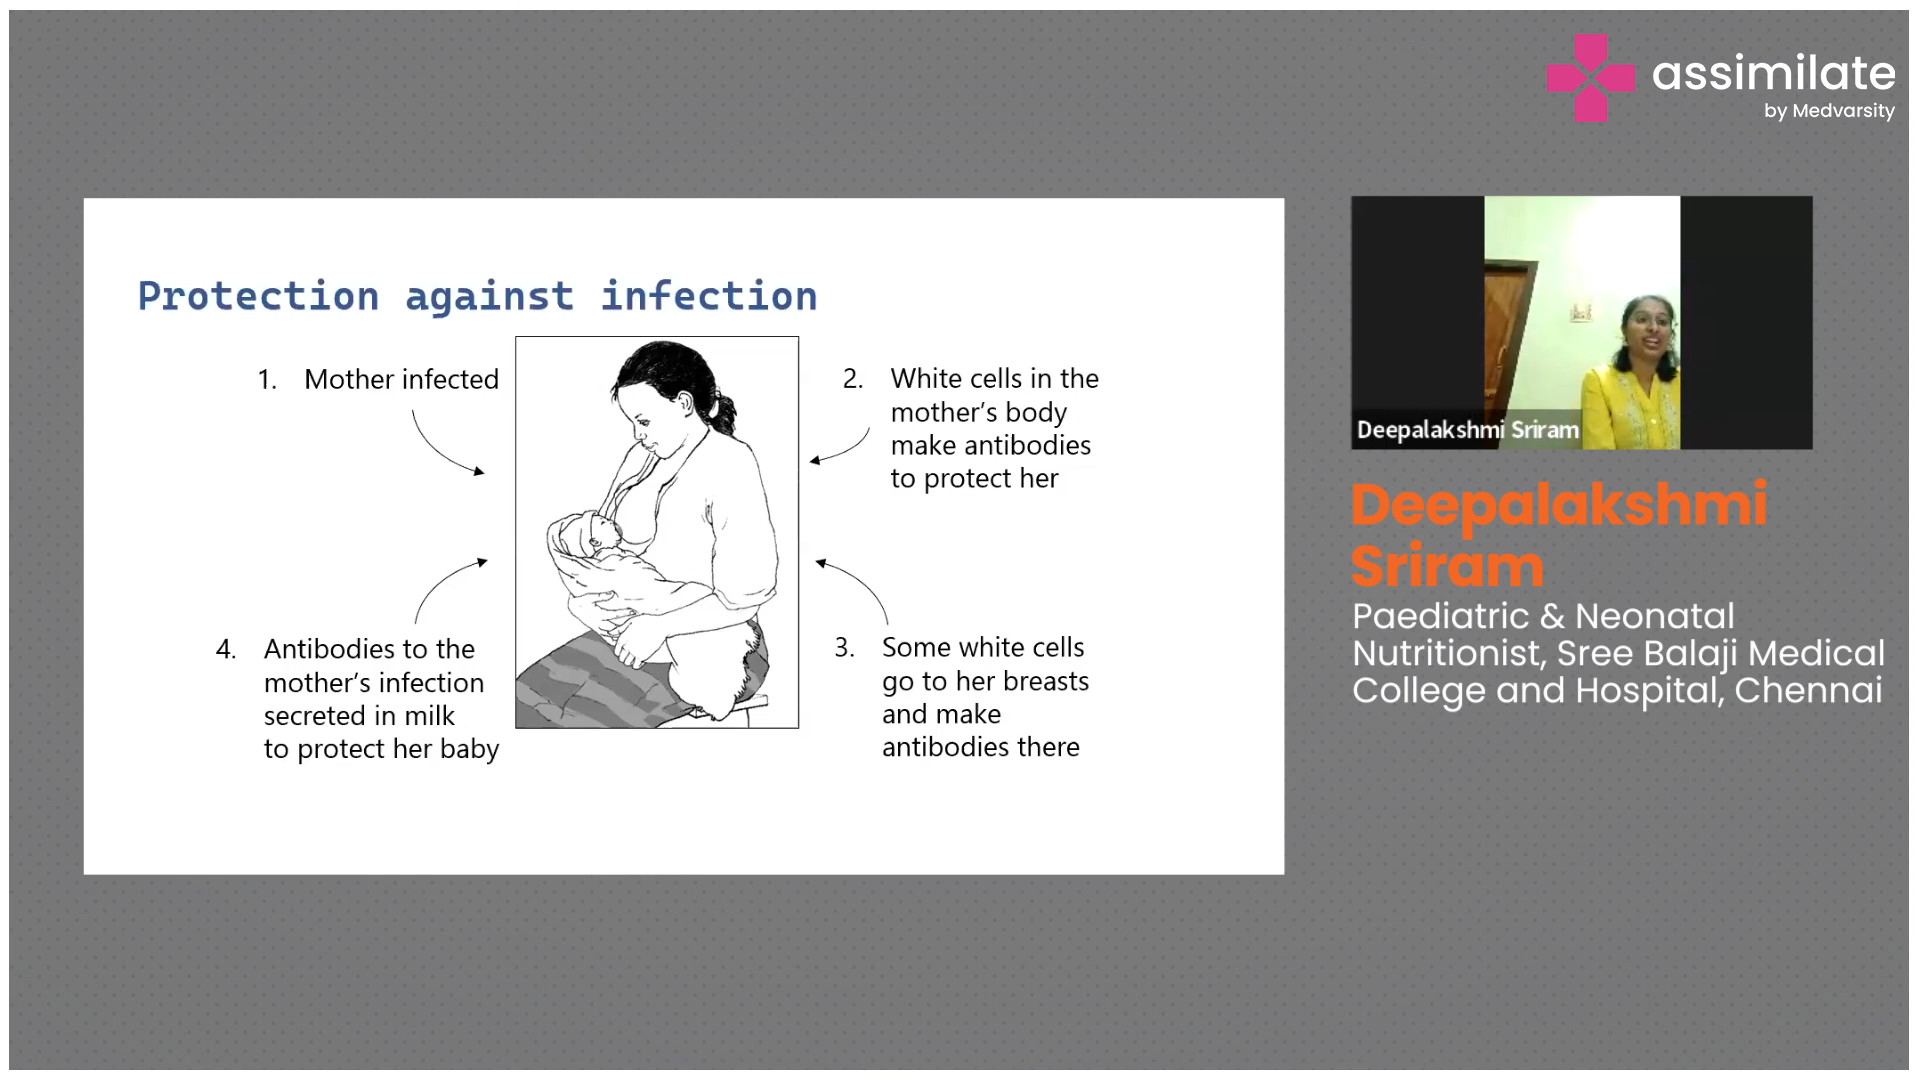 assimilate
by Medvarsity
Protection against infection
1. Mother infected
2. White cells in the
mother’s body
make antibodies
to protect her
4. Antibodies to the
mother’s infection
secreted in milk
to protect her baby
3. Some white cells
go to her breasts
and make
antibodies there
Deepalakshmi Sriram
Deepalakshmi
Sriram
Paediatric & Neonatal
Nutritionist, Sree Balaji Medical
College and Hospital, Chennai